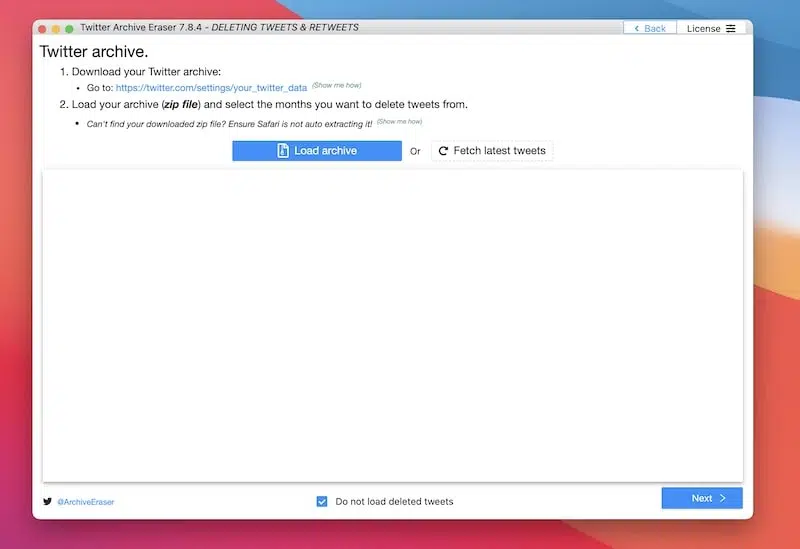 Twitter Archive Eraser 7.8.4 - DELETING TWEETS & RETWEETS
Back
License
Twitter archive.
1. Download your Twitter archive:
• Go to: https://twitter.com/settings/your_twitter_data (Show me how)
2. Load your archive (zip file) and select the months you want to delete tweets from.
• Can't find your downloaded zip file? Ensure Safari is not auto extracting it! (Show me how)
Load archive Or Fetch latest tweets
@ArchiveEraser
Do not load deleted tweets
Next